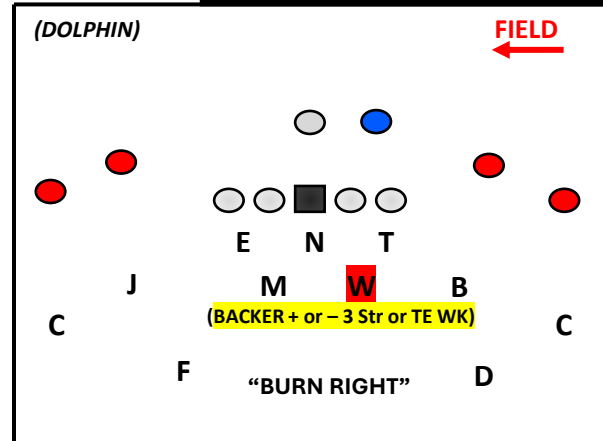 (DOLPHIN)
FIELD
E N T
J M W B
(BACKER + or – 3 Str or TE WK)
C C
F "BURN RIGHT" D